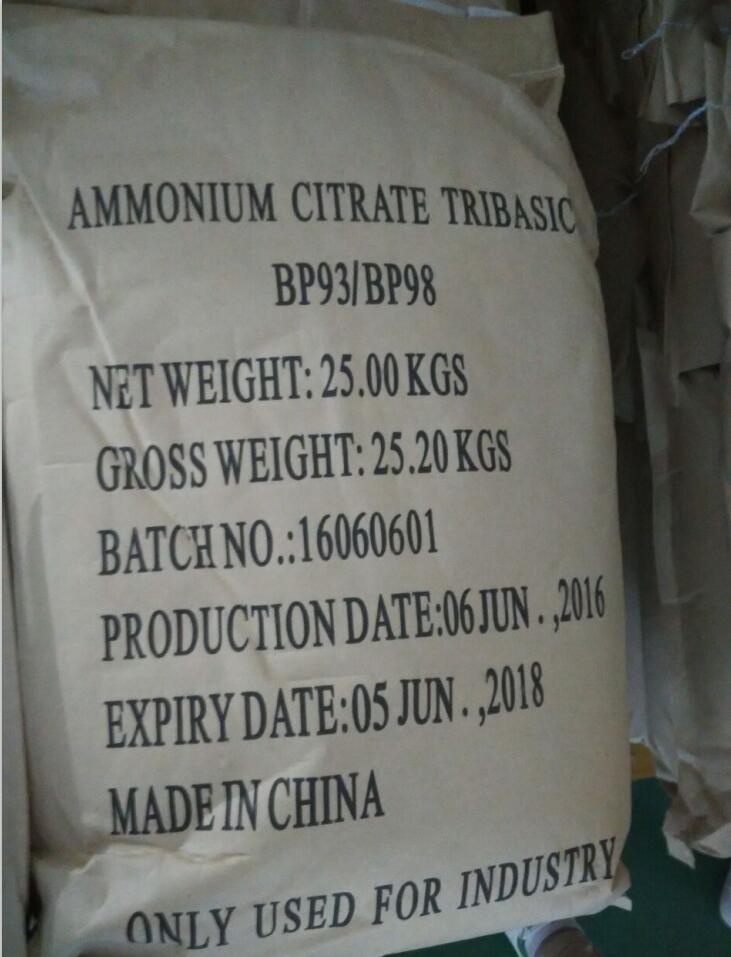 AMMONIUM CITRATE TRIBASIC
BP93/BP98
NET WEIGHT: 25.00 KGS
GROSS WEIGHT: 25.20 KGS
BATCH NO.:16060601
PRODUCTION DATE:06 JUN . ,2016
EXPIRY DATE:05 JUN . ,2018
MADE IN CHINA
ONLY USED FOR INDUSTRY